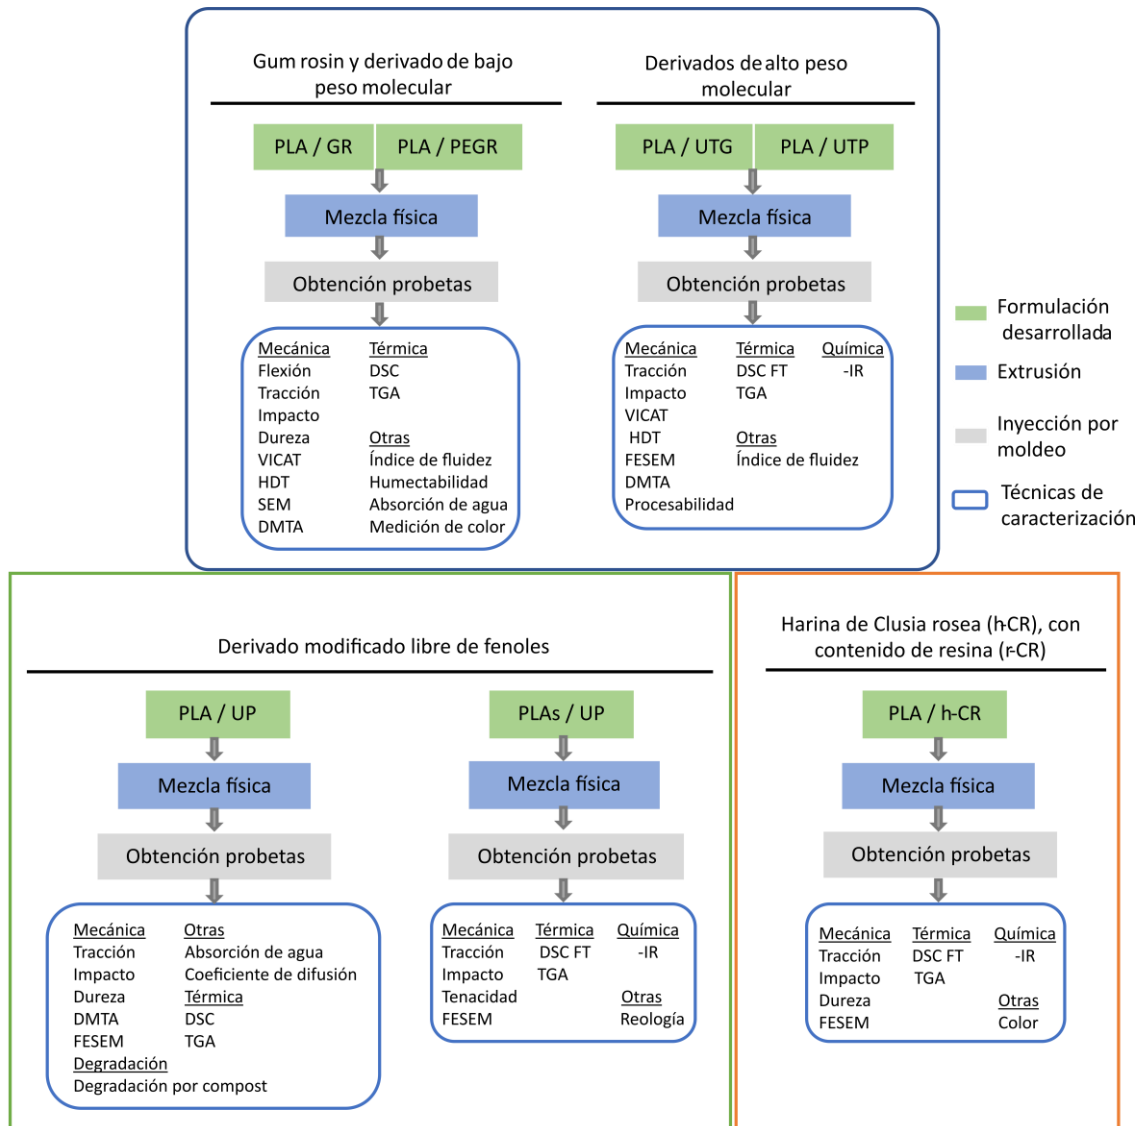 Gum rosin y derivado de bajo
peso molecular
Derivados de alto peso
molecular
PLA / GR
PLA / PEGR
PLA / UTG
PLA / UTP
Mezcla física
Mezcla física
Obtención probetas
Obtención probetas
Mecánica Térmica
Flexión DSC
Tracción TGA
Impacto
Dureza Otras
VICAT Índice de fluidez
HDT Humectabilidad
SEM Absorción de agua
DMTA Medición de color
Mecánica Térmica Química
Tracción DSC FT -IR
Impacto TGA
VICAT
HDT Otras
FESEM Índice de fluidez
DMTA
Procesabilidad
Formulación
desarrollada
Extrusión
Inyección por
moldeo
Técnicas de
caracterización
Derivado modificado libre de fenoles
PLA / UP
PLAs / UP
Mezcla física
Mezcla física
Obtención probetas
Obtención probetas
Mecánica Otras
Tracción Absorción de agua
Impacto Coeficiente de difusión
Dureza Térmica
DMTA DSC
FESEM TGA
Degradación
Degradación por compost
Mecánica Térmica Química
Tracción DSC FT -IR
Impacto TGA
Tenacidad Otras
FESEM Reología
Harina de Clusia rosea (h-CR), con
contenido de resina (r-CR)
PLA / h-CR
Mezcla física
Obtención probetas
Mecánica Térmica Química
Tracción DSC FT -IR
Impacto TGA
Dureza Otras
FESEM Color